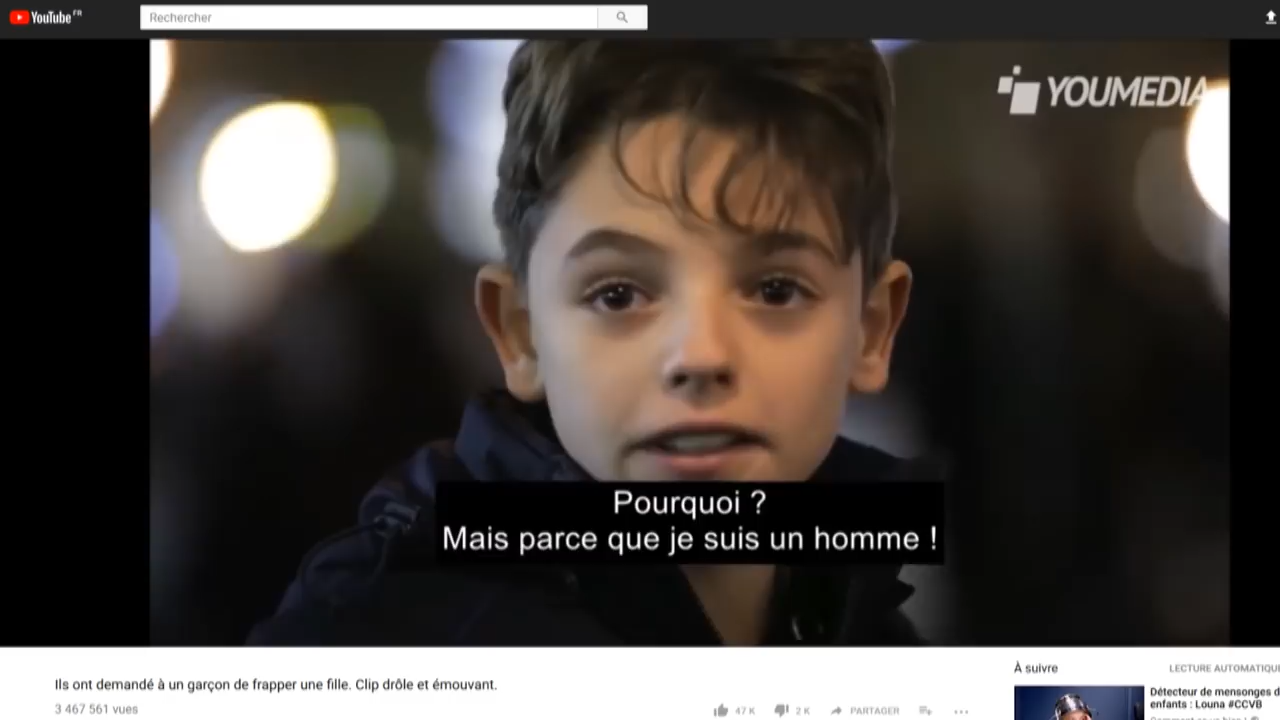 YouTube FR
Rechercher
YOUMEDIA
Pourquoi ?
Mais parce que je suis un homme !
Ils ont demandé à un garçon de frapper une fille. Clip drôle et émouvant.
3 467 561 vues
47 K
2 K
PARTAGER
À suivre
LECTURE AUTOMATIQU
Détecteur de mensonges d
enfants : Louna #CCVB